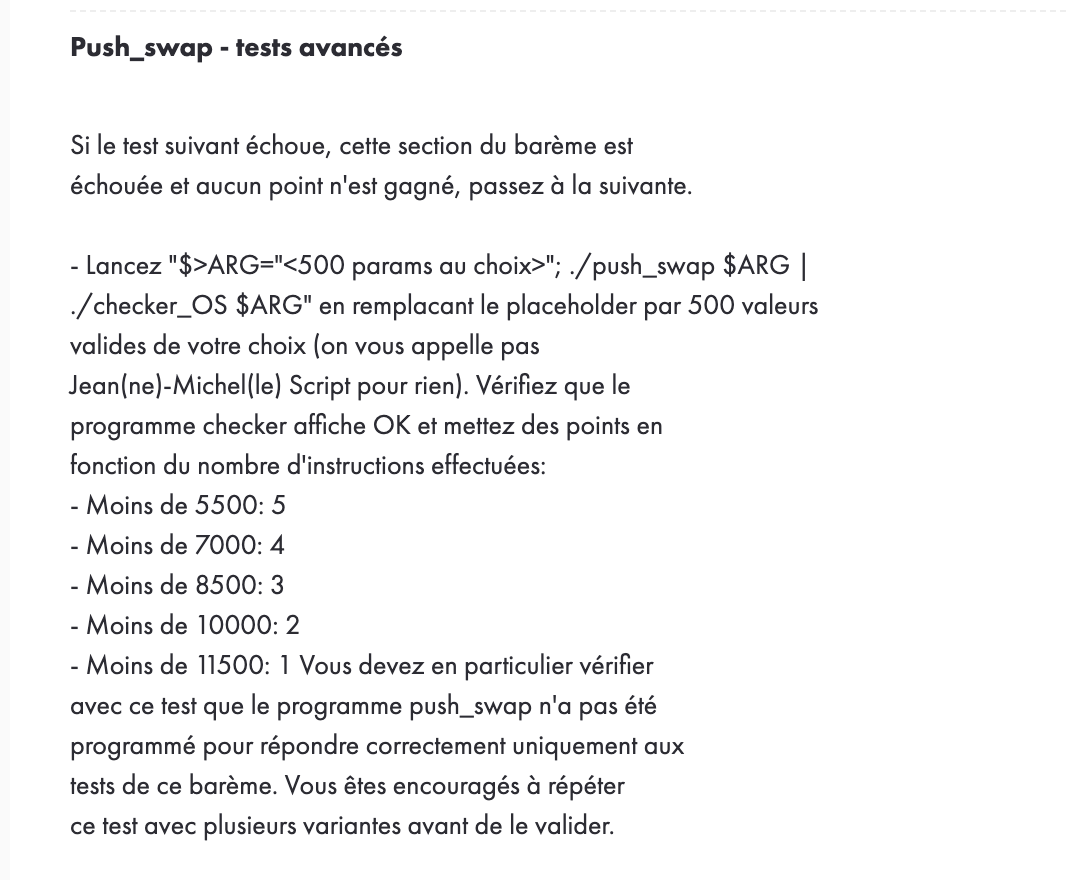 Push_swap - tests avancés
Si le test suivant échoue, cette section du barème est
échouée et aucun point n'est gagné, passez à la suivante.
- Lancez "$>ARG="<500 params au choix>"; ./push_swap $ARG |
./checker_OS $ARG" en remplacant le placeholder par 500 valeurs
valides de votre choix (on vous appelle pas
Jean(ne)-Michel(le) Script pour rien). Vérifiez que le
programme checker affiche OK et mettez des points en
fonction du nombre d'instructions effectuées:
- Moins de 5500: 5
- Moins de 7000: 4
- Moins de 8500: 3
- Moins de 10000: 2
- Moins de 11500: 1 Vous devez en particulier vérifier
avec ce test que le programme push_swap n'a pas été
programmé pour répondre correctement uniquement aux
tests de ce barème. Vous êtes encouragés à répéter
ce test avec plusieurs variantes avant de le valider.